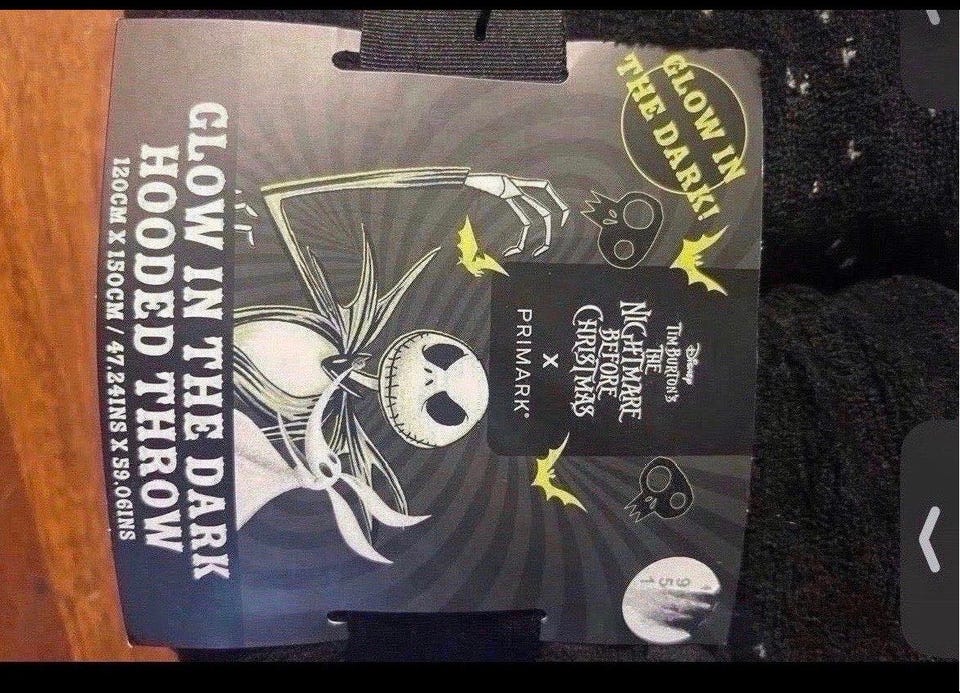 GLOW IN
THE DARK!
Disney
TIM BURTON'S
THE
NIGHTMARE
BEFORE
CHRISTMAS
X
PRIMARK®
GLOW IN THE DARK
HOODED THROW
120CM X 150CM / 47.24INS X 59.06INS